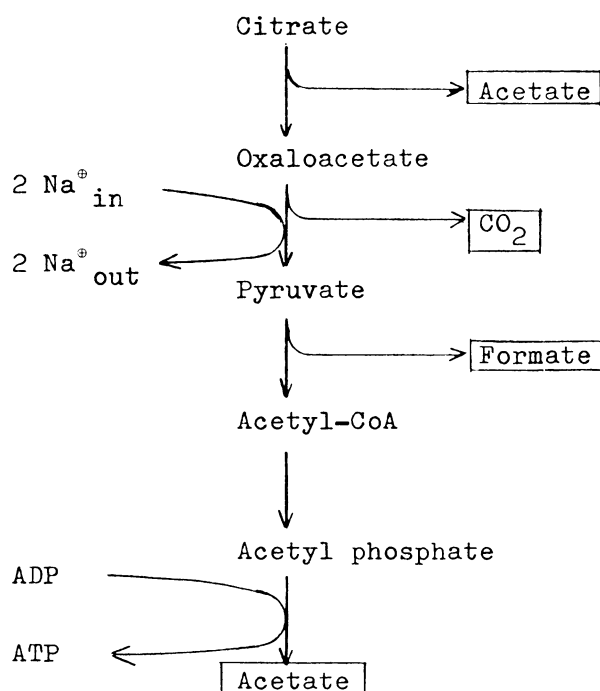 Citrate
Acetate
Oxaloacetate
2 Na⊕ in
CO2
2 Na⊕ out
Pyruvate
Formate
Acetyl-CoA
Acetyl phosphate
ADP
ATP
Acetate